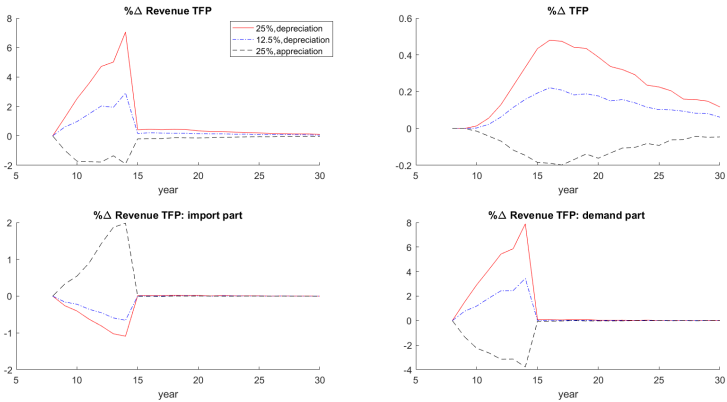 %Δ Revenue TFP
8
6
4
2
0
-2
5 10 15 20 25 30
year
25%,depreciation
12.5%,depreciation
25%,appreciation
%Δ TFP
0.6
0.4
0.2
0
-0.2
5 10 15 20 25 30
year
%Δ Revenue TFP: import part
2
1
0
-1
-2
5 10 15 20 25 30
year
%Δ Revenue TFP: demand part
8
6
4
2
0
-2
-4
5 10 15 20 25 30
year